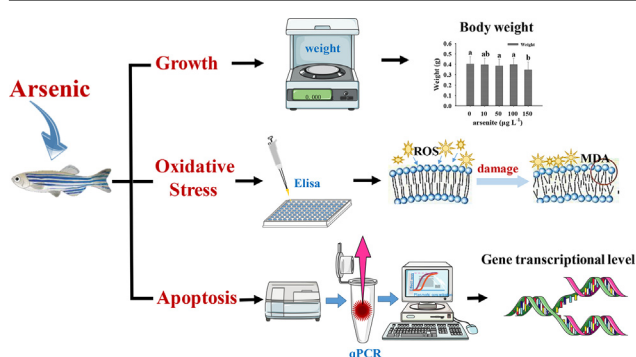 Body weight
Growth
weight
0.000
Weight
Weight (g)
0.6
0.5
0.4
0.3
0.2
0.1
0.0
a ab a a b
0 10 50 100 150
arsenite (μg L⁻¹)
Arsenic
Oxidative
Stress
Elisa
ROS
damage
MDA
Apoptosis
qPCR
Gene transcriptional level